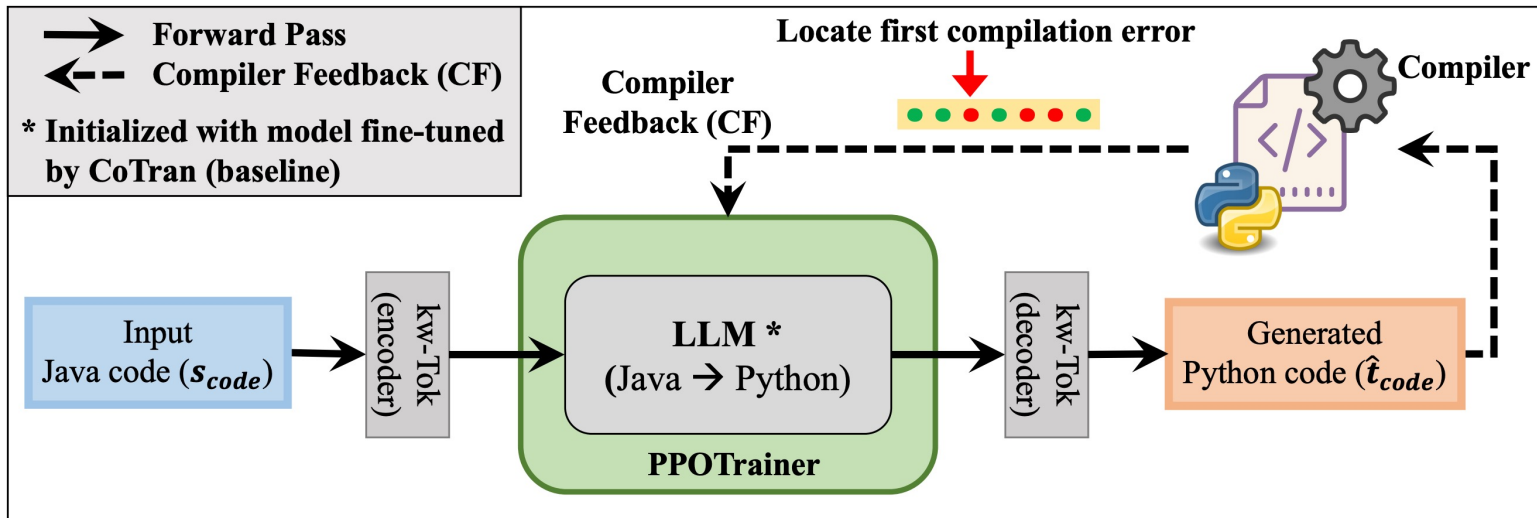 Forward Pass
Compiler Feedback (CF)
* Initialized with model fine-tuned
by CoTran (baseline)
Locate first compilation error
Compiler
Feedback (CF)
Compiler
</>
Input
Java code (s_code)
kw-Tok
(encoder)
LLM *
(Java → Python)
PPOTrainer
kw-Tok
(decoder)
Generated
Python code (t̂_code)